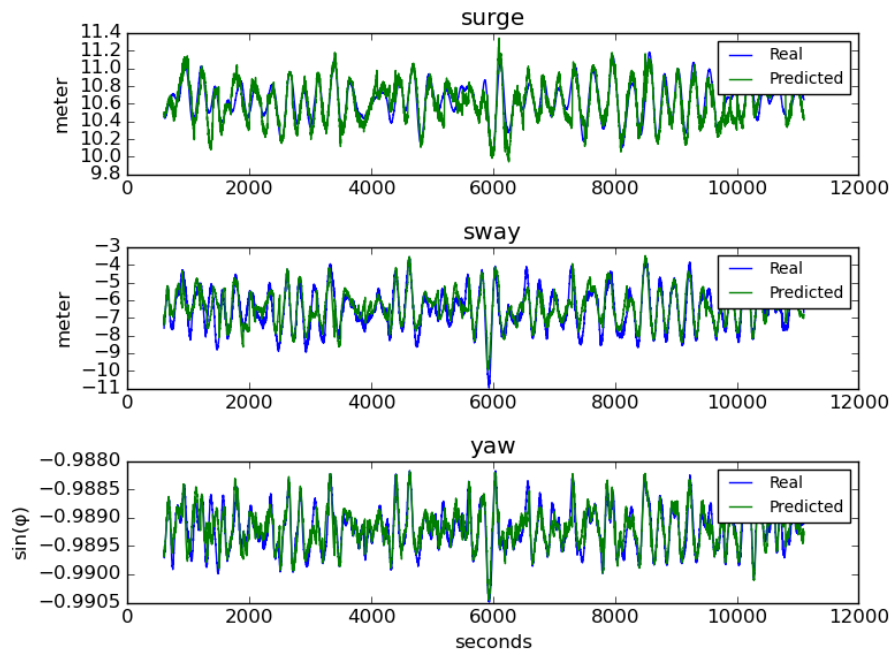 surge
11.4
11.2
11.0
10.8
10.6
10.4
10.2
10.0
9.8
meter
Real
Predicted
0 2000 4000 6000 8000 10000 12000
sway
−3
−4
−5
−6
−7
−8
−9
−10
−11
meter
Real
Predicted
0 2000 4000 6000 8000 10000 12000
yaw
−0.9880
−0.9885
−0.9890
−0.9895
−0.9900
−0.9905
sin(φ)
Real
Predicted
0 2000 4000 6000 8000 10000 12000
seconds